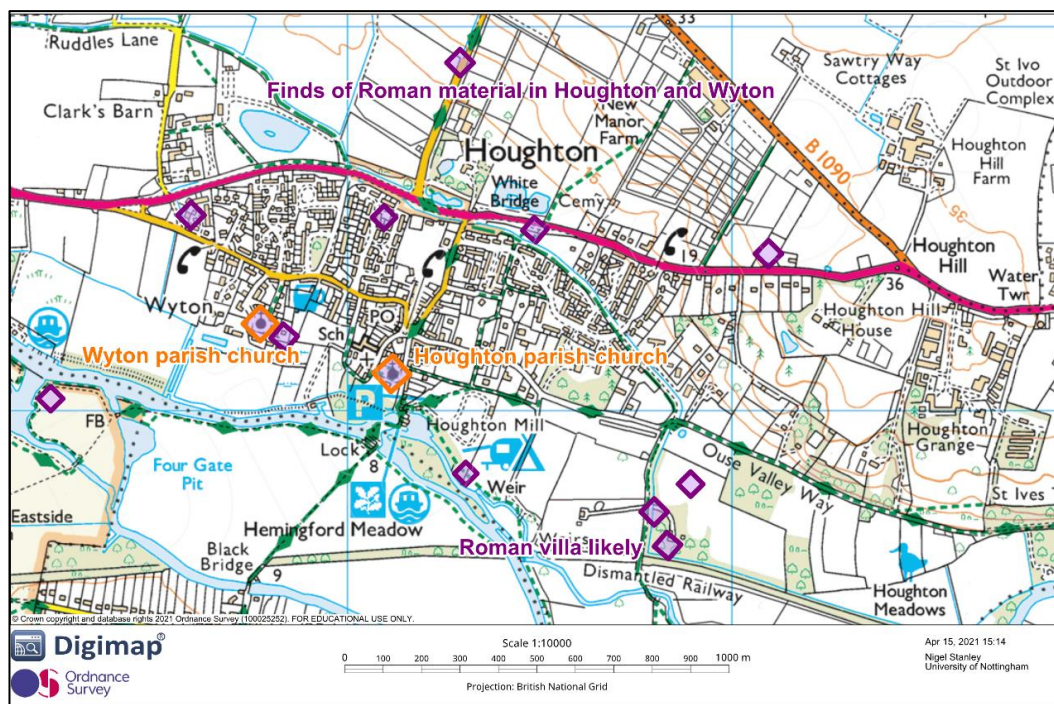 Ruddles Lane
33
Sawtry Way
Cottages
St Ivo
Outdoor
Complex
Finds of Roman material in Houghton and Wyton
Clark's Barn
New
Manor
Farm
B 1090
Houghton
Houghton
Hill Farm
White
Bridge
Cemy
35
19
Houghton
Hill
36
Water
Twr
Wyton
PO
Sch
Houghton Hill
House
Wyton parish church
Houghton parish church
P
FB
Houghton Mill
Houghton
Grange
Lock
8
Four Gate
Pit
Weir
Ouse Valley Way
St Ives
Eastside
Hemingford Meadow
Weirs
Roman villa likely
Black
Bridge
9
Dismantled Railway
Houghton
Meadows
© Crown copyright and database rights 2021 Ordnance Survey (100025252). FOR EDUCATIONAL USE ONLY.
Digimap®
Ordnance
Survey
Scale 1:10000
0 100 200 300 400 500 600 700 800 900 1000 m
Projection: British National Grid
Apr 15, 2021 15:14
Nigel Stanley
University of Nottingham